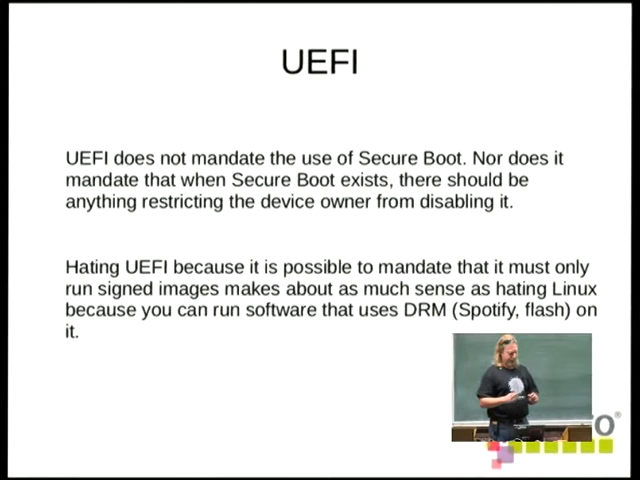 UEFI
UEFI does not mandate the use of Secure Boot. Nor does it
mandate that when Secure Boot exists, there should be
anything restricting the device owner from disabling it.
Hating UEFI because it is possible to mandate that it must only
run signed images makes about as much sense as hating Linux
because you can run software that uses DRM (Spotify, flash) on
it.